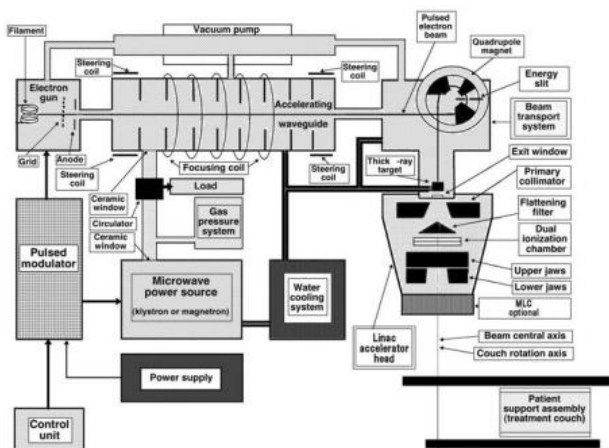 Filament
Vacuum pump
Pulsed electron
beam
Quadrupole
magnet
Steering
coil
Steering
coil
Energy
slit
Electron
gun
Accelerating
waveguide
Beam
transport
system
Grid
Anode
Steering
coil
Focusing coil
Steering
coil
Thick -ray
target
Exit window
Ceramic
window
Load
Primary
collimator
Circulator
Gas
pressure
system
Flattening
filter
Ceramic
window
Dual
ionization
chamber
Pulsed
modulator
Microwave
power source
(klystron or magnetron)
Water
cooling
system
Upper jaws
Lower jaws
MLC
optional
Linac
accelerator
head
Beam central axis
Couch rotation axis
Power supply
Patient
support assembly
(treatment couch)
Control
unit